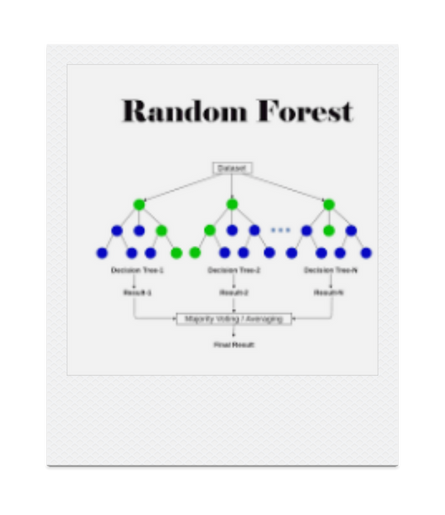 Random Forest
Dataset
Decision Tree-1 Decision Tree-2 Decision Tree-N
Result-1 Result-2 Result-N
Majority Voting / Averaging
Final Result